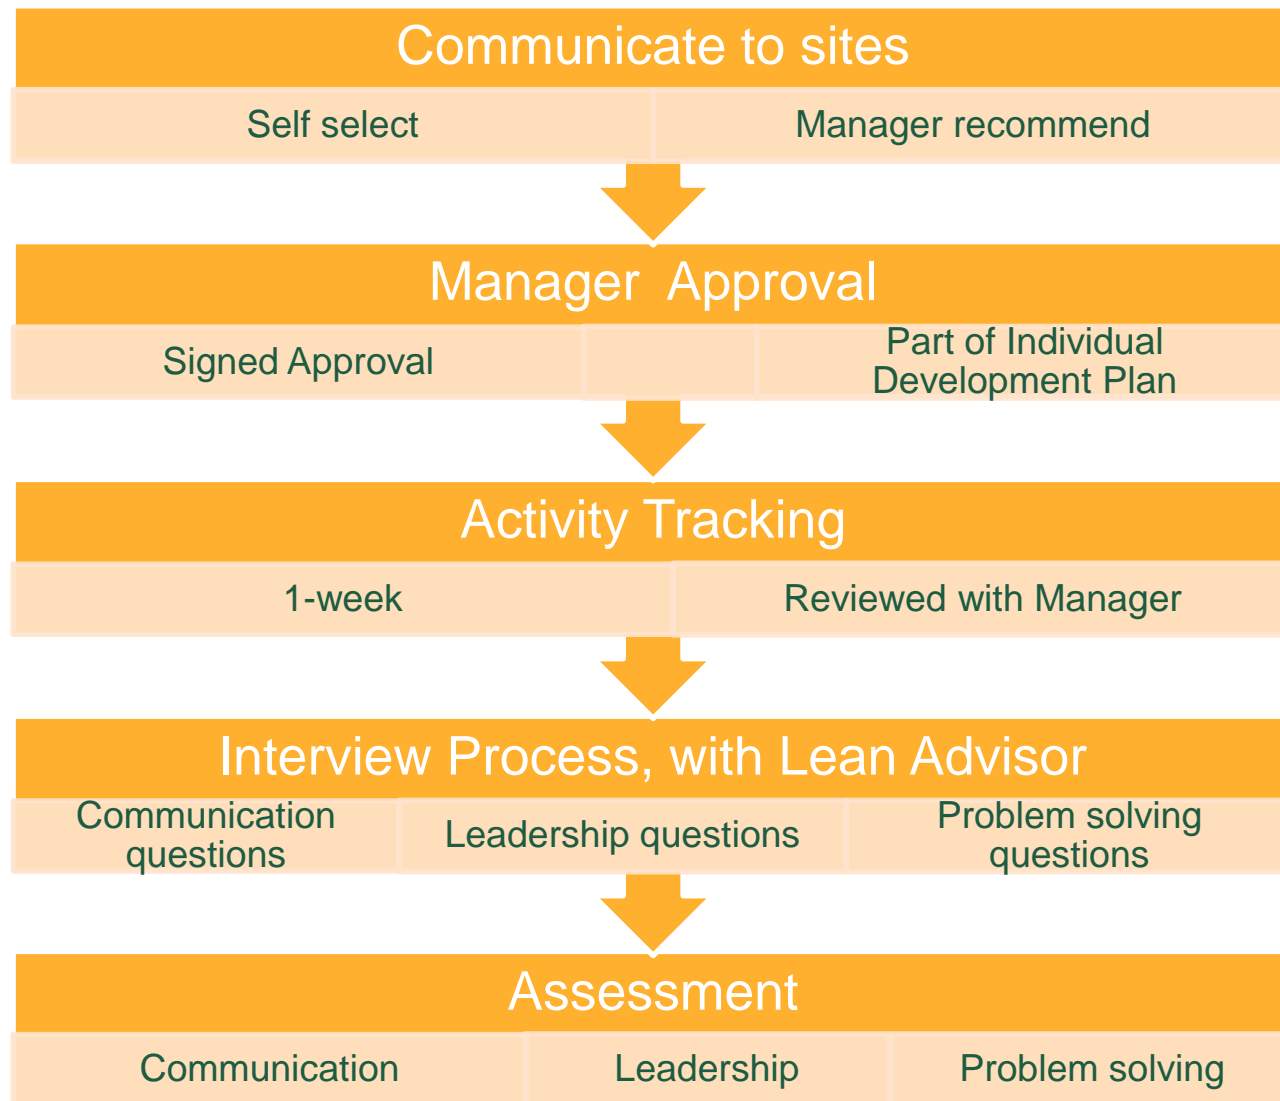 Communicate to sites
Self select
Manager recommend
Manager  Approval
Signed Approval
Part of Individual
Development Plan
Activity Tracking
1-week
Reviewed with Manager
Interview Process, with Lean Advisor
Communication
questions
Leadership questions
Problem solving
questions
Assessment
Communication
Leadership
Problem solving